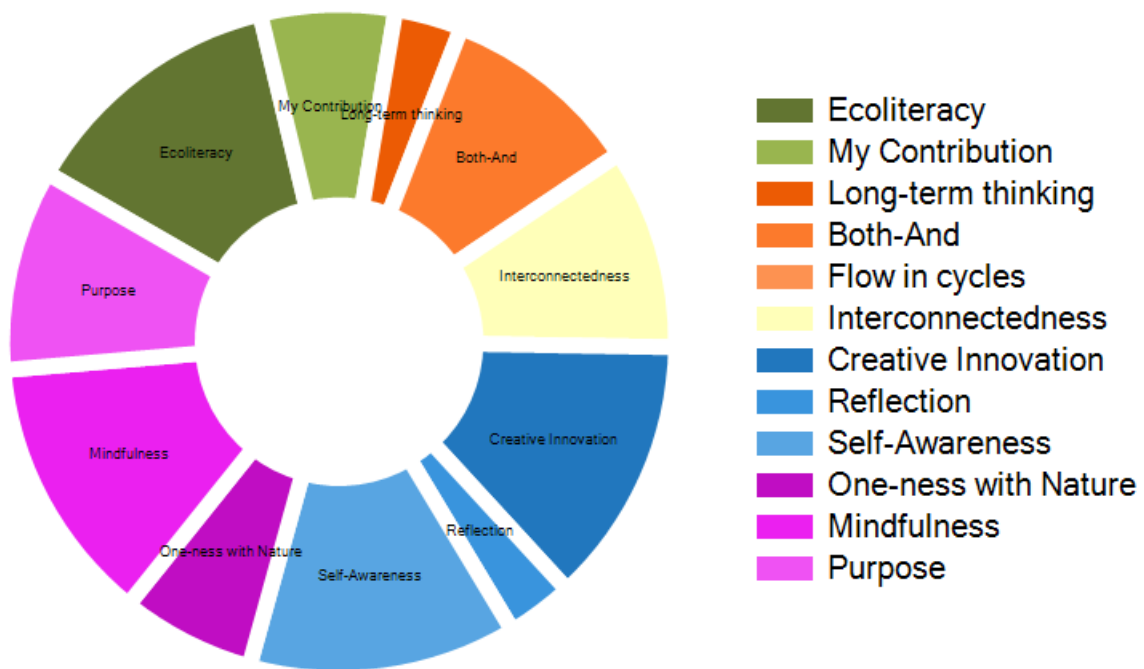 My Contribution
Long-term thinking
Ecoliteracy
Both-And
Purpose
Interconnectedness
Mindfulness
Creative Innovation
One-ness with Nature
Self-Awareness
Reflection
Ecoliteracy
My Contribution
Long-term thinking
Both-And
Flow in cycles
Interconnectedness
Creative Innovation
Reflection
Self-Awareness
One-ness with Nature
Mindfulness
Purpose